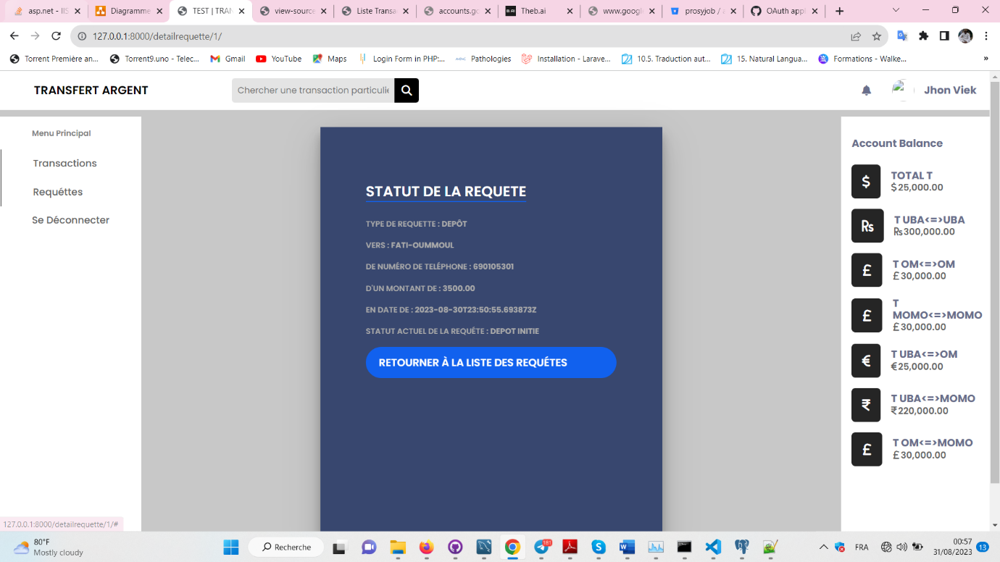 asp.net - IIS
Diagramme
TEST | TRAN
view-source
Liste Transa
accounts.go
Theb.ai
www.googl
prosyjob / a
OAuth appl
127.0.0.1:8000/detailrequette/1/
Torrent Première an...
Torrent9.uno - Telec...
Gmail
YouTube
Maps
Login Form in PHP:...
Pathologies
Installation - Larave...
10.5. Traduction aut...
15. Natural Langua...
Formations - Walke...
»
TRANSFERT ARGENT
Chercher une transaction particuliè
Jhon Viek
Menu Principal
Transactions
Requéttes
Se Déconnecter
STATUT DE LA REQUETE
TYPE DE REQUETTE : DEPÔT
VERS : FATI-OUMMOUL
DE NUMÉRO DE TELÉPHONE : 690105301
D'UN MONTANT DE : 3500.00
EN DATE DE : 2023-08-30T23:50:55.693873Z
STATUT ACTUEL DE LA REQUÊTE : DEPOT INITIE
RETOURNER À LA LISTE DES REQUÉTES
Account Balance
$
TOTAL T
$25,000.00
₨
T UBA<=>UBA
₨300,000.00
£
T OM<=>OM
£30,000.00
£
T
MOMO<=>MOMO
£30,000.00
€
T UBA<=>OM
€25,000.00
₹
T UBA<=>MOMO
₹220,000.00
£
T OM<=>MOMO
£30,000.00
127.0.0.1:8000/detailrequette/1/#
80°F
Mostly cloudy
Recherche
181
FRA
00:57
31/08/2023
13